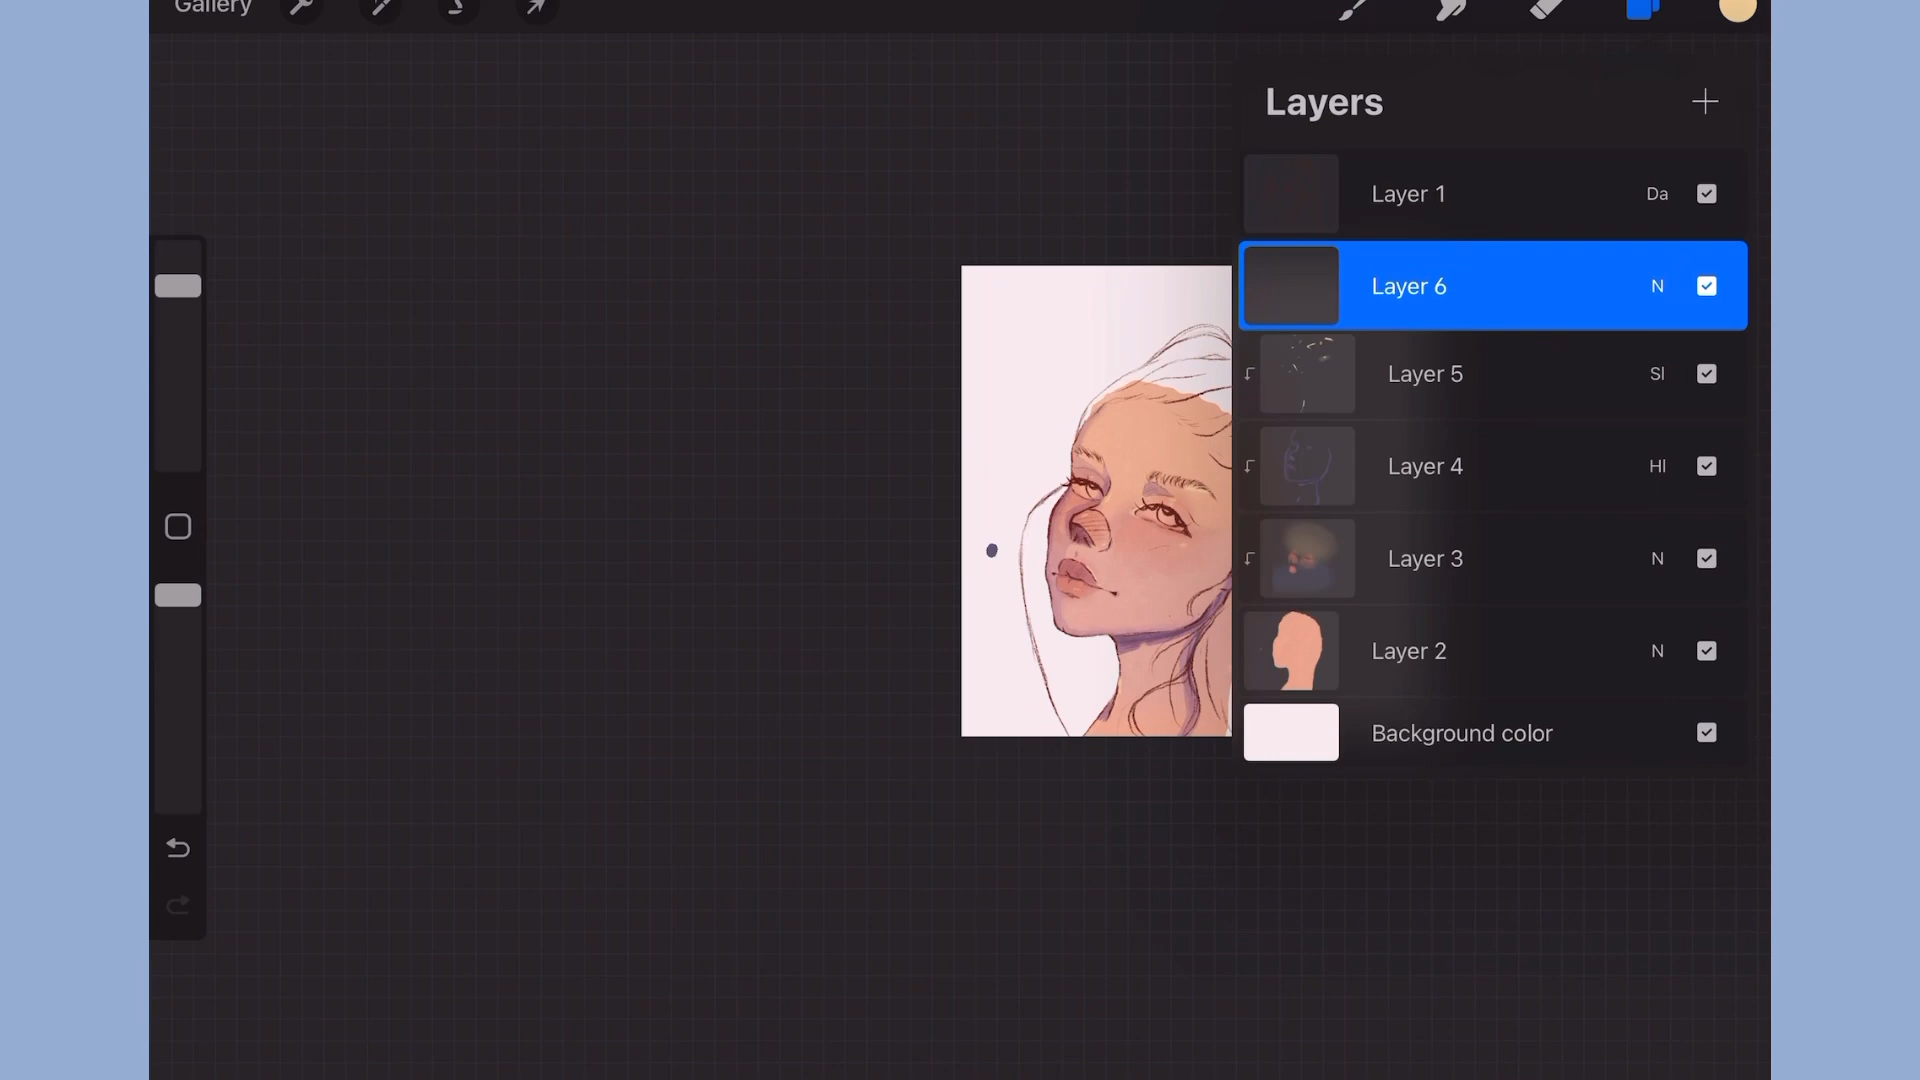 Gallery
Layers
Layer 1 Da
Layer 6 N
Layer 5 Sl
Layer 4 Hl
Layer 3 N
Layer 2 N
Background color